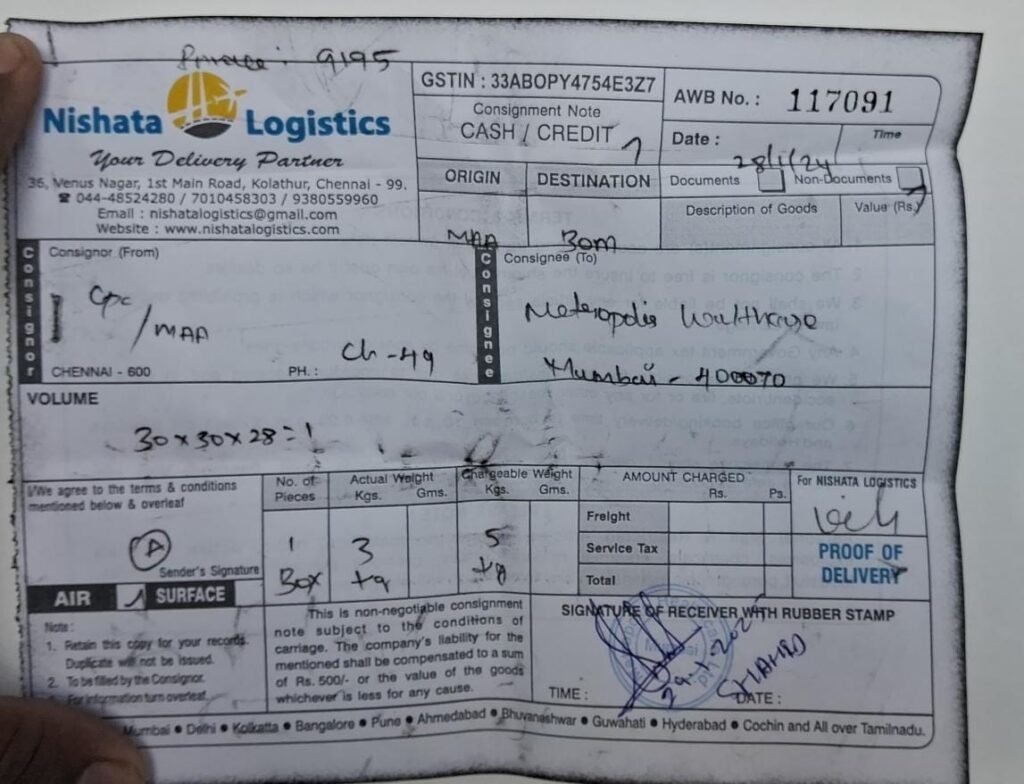 9195
Nishata Logistics
Your Delivery Partner
36, Venus Nagar, 1st Main Road, Kolathur, Chennai - 99.
☎ 044-48524280 / 7010458303 / 9380559960
Email : nishatalogistics@gmail.com
Website : www.nishatalogistics.com
GSTIN : 33ABOPY4754E3Z7
Consignment Note
CASH / CREDIT
AWB No. : 117091
Date : 28/1/24
Time
ORIGIN
DESTINATION
MAA
BOM
Documents
Non-Documents
Description of Goods
Value (Rs.)
Consignor
Consignor (From)
Cpc / MAA
Ch-49
CHENNAI - 600
PH. :
Consignee
Consignee (To)
Metropolis Healthcare
Mumbai - 400070
VOLUME
30 x 30 x 28 = 1
I/We agree to the terms & conditions
mentioned below & overleaf
Sender's Signature
No. of Pieces
1 Box
Actual Weight
Kgs. Gms.
3 kg
Chargeable Weight
Kgs. Gms.
5 kg
AMOUNT CHARGED
Rs. Ps.
Freight
Service Tax
Total
For NISHATA LOGISTICS
PROOF OF
DELIVERY
AIR
SURFACE
Note :
1. Retain this copy for your records.
Duplicate will not be issued.
2. To be filled by the Consignor.
For information turn overleaf.
This is non-negotiable consignment
note subject to the conditions of
carriage. The company's liability for the
mentioned shall be compensated to a sum
of Rs. 500/- or the value of the goods
whichever is less for any cause.
SIGNATURE OF RECEIVER WITH RUBBER STAMP
TIME :
DATE :
Mumbai ● Delhi ● Kolkatta ● Bangalore ● Pune ● Ahmedabad ● Bhuvaneshwar ● Guwahati ● Hyderabad ● Cochin and All over Tamilnadu.